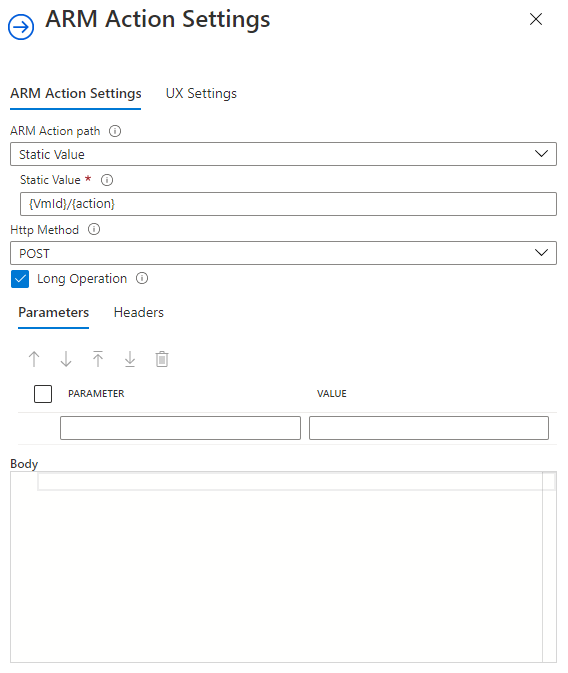 ARM Action Settings
ARM Action Settings UX Settings
ARM Action path
Static Value
Static Value *
{VmId}/{action}
Http Method
POST
Long Operation
Parameters Headers
PARAMETER VALUE
Body